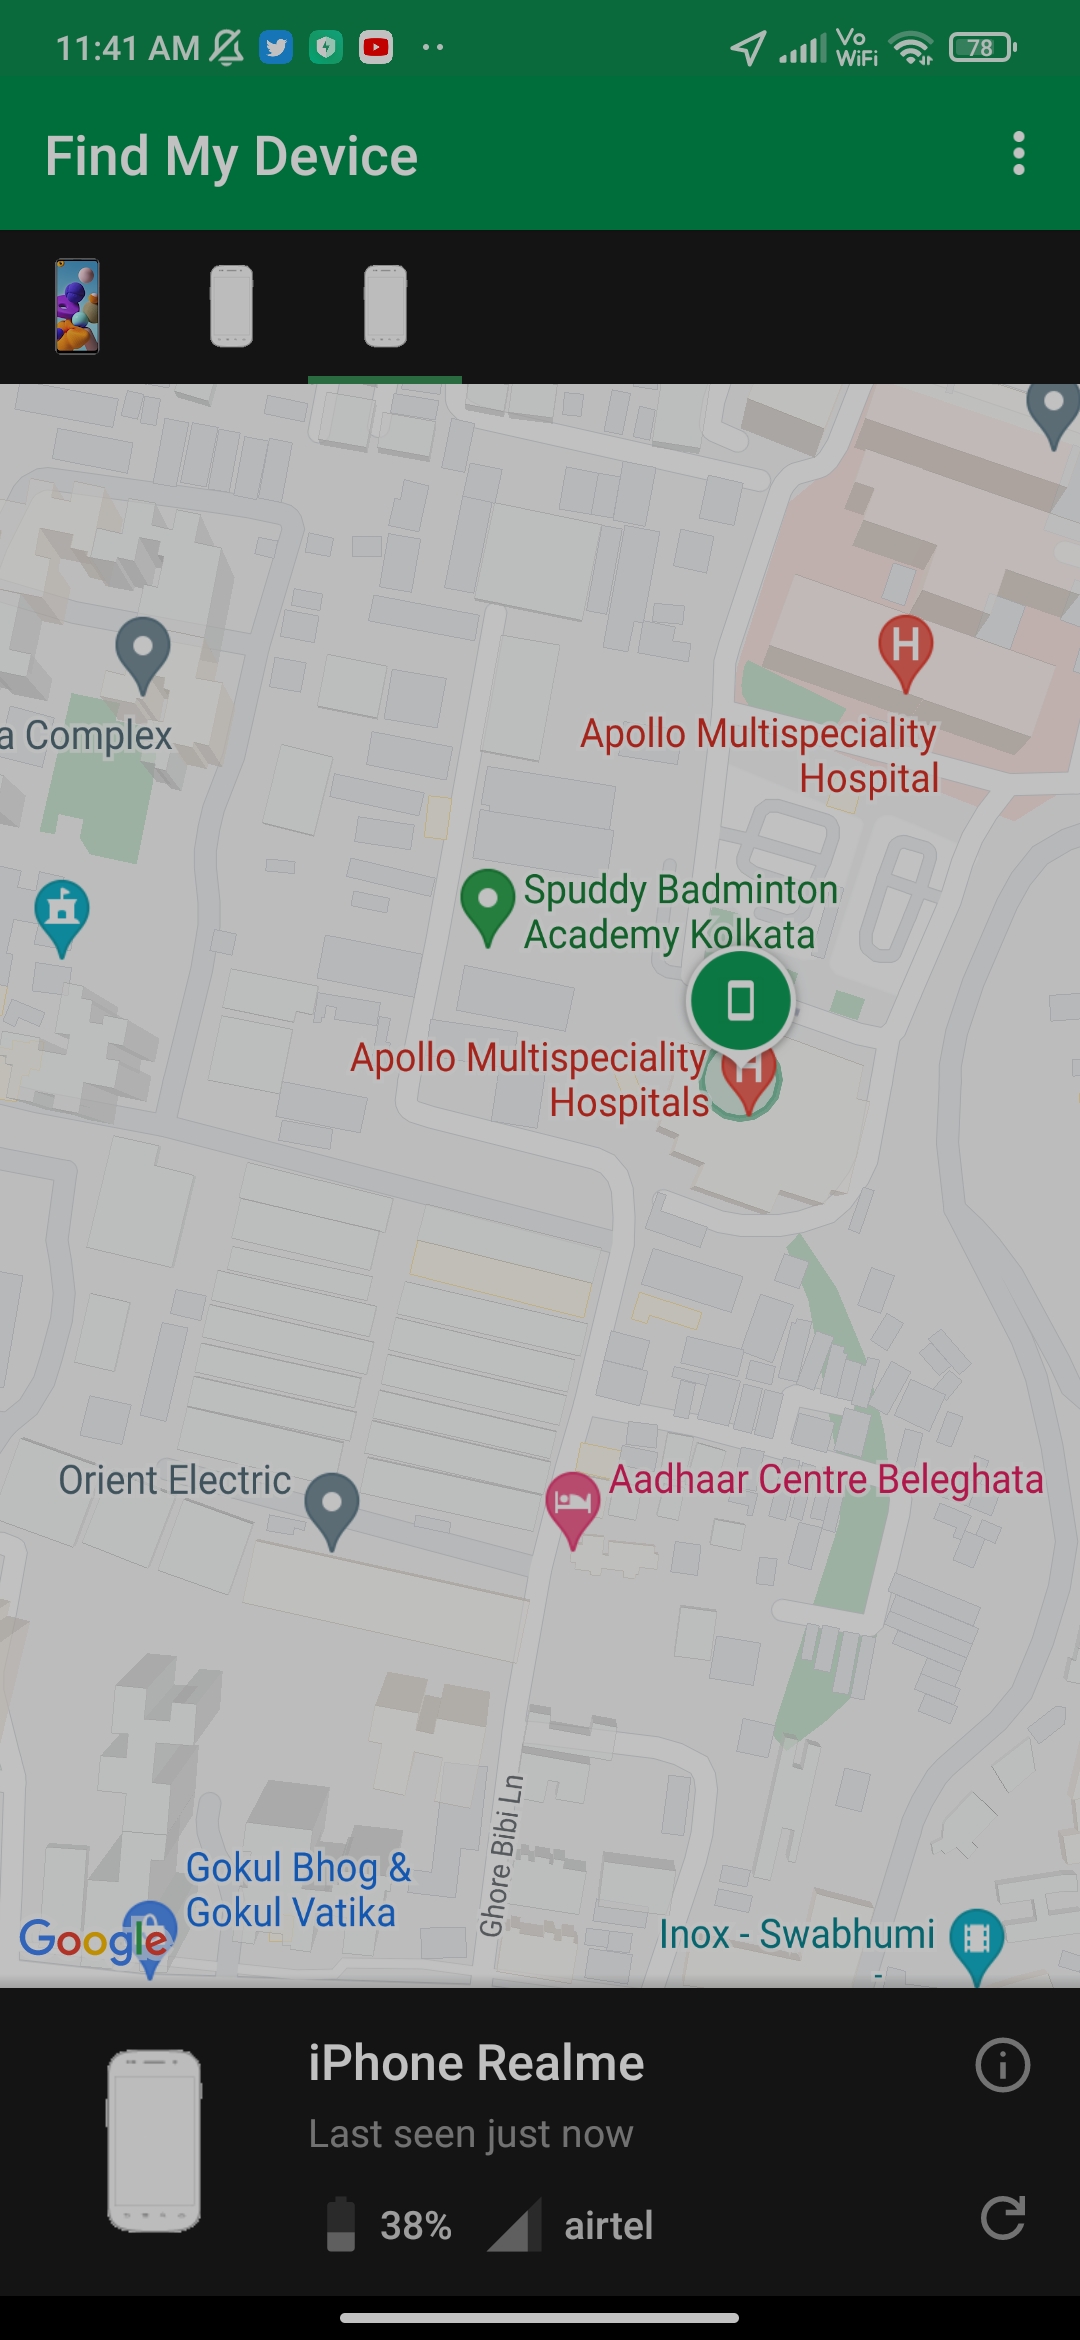 11:41 AM
Vo
WiFi
78
Find My Device
H
a Complex
Apollo Multispeciality
Hospital
Spuddy Badminton
Academy Kolkata
Apollo Multispeciality
Hospitals
H
Orient Electric
Aadhaar Centre Beleghata
Ghore Bibi Ln
Gokul Bhog &
Gokul Vatika
Google
Inox - Swabhumi
iPhone Realme
Last seen just now
38%
airtel